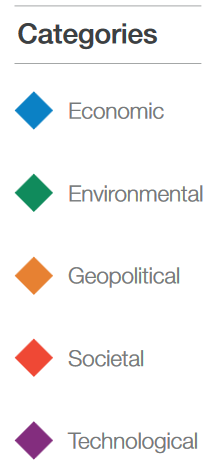 Categories
Economic
Environmental
Geopolitical
Societal
Technological